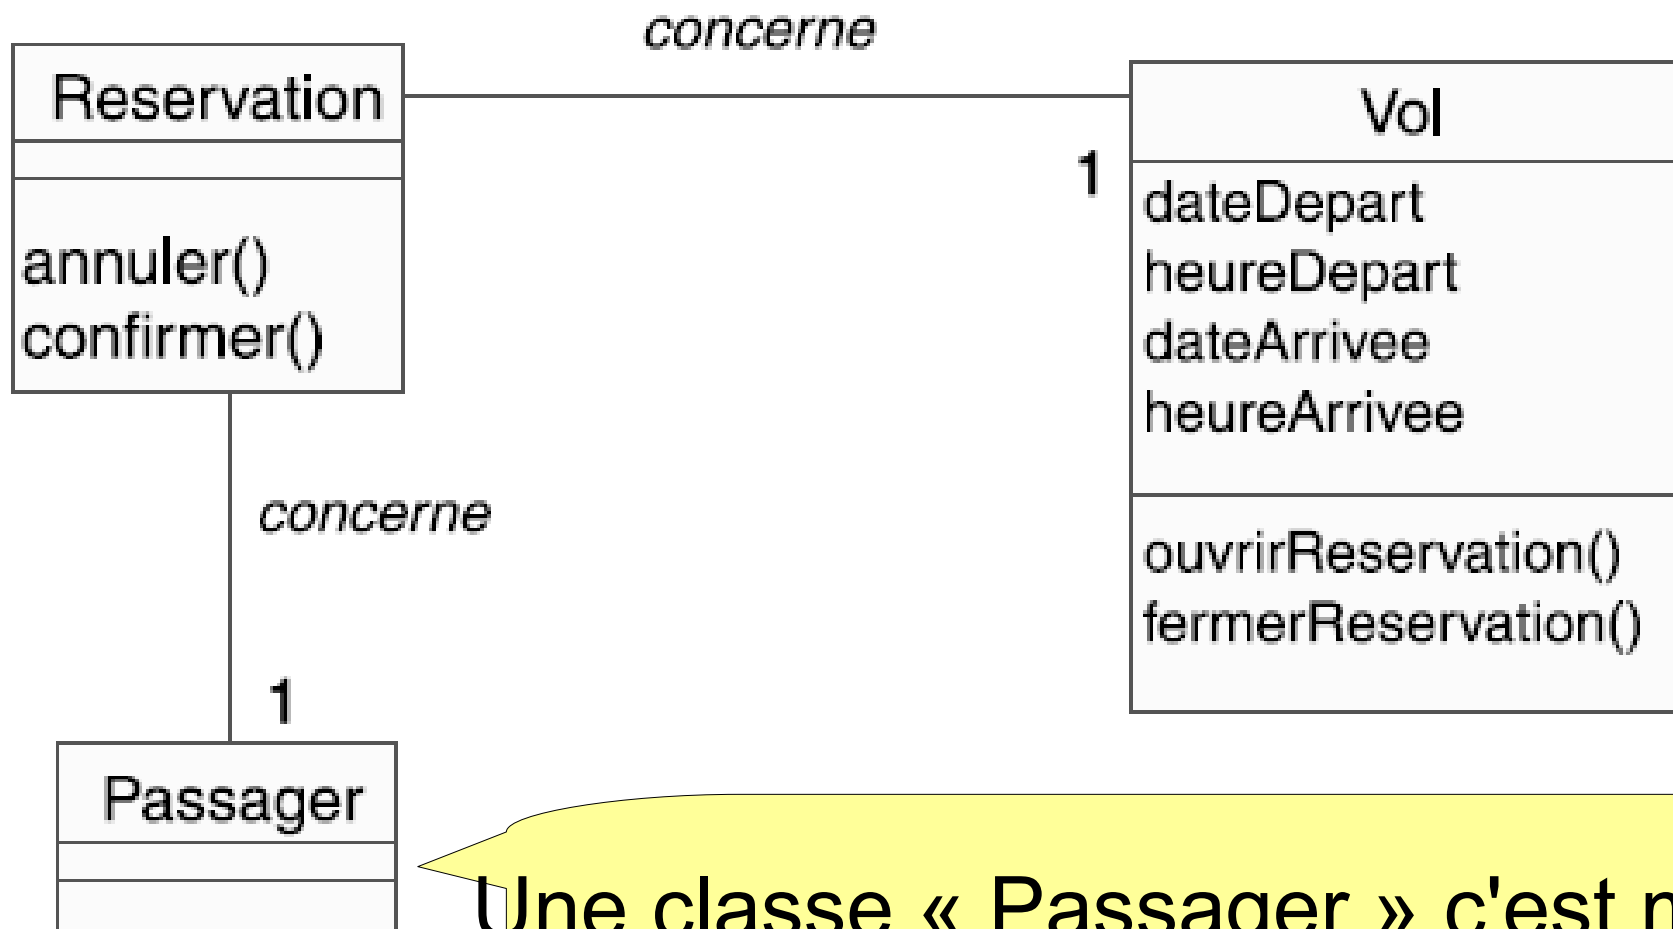 concerne
Reservation
annuler()
confirmer()
Vol
1
dateDepart
heureDepart
dateArrivee
heureArrivee
ouvrirReservation()
fermerReservation()
concerne
1
Passager
Une classe « Passager » c'est